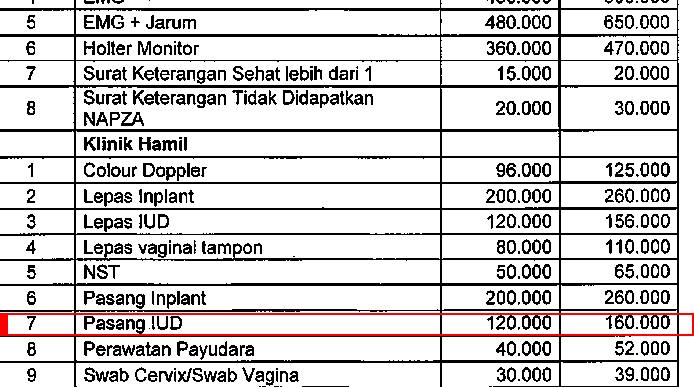 5 EMG + Jarum 480.000 650.000
6 Holter Monitor 360.000 470.000
7 Surat Keterangan Sehat lebih dari 1 15.000 20.000
8 Surat Keterangan Tidak Didapatkan NAPZA 20.000 30.000
Klinik Hamil
1 Colour Doppler 96.000 125.000
2 Lepas Inplant 200.000 260.000
3 Lepas IUD 120.000 156.000
4 Lepas vaginal tampon 80.000 110.000
5 NST 50.000 65.000
6 Pasang Inplant 200.000 260.000
7 Pasang IUD 120.000 160.000
8 Perawatan Payudara 40.000 52.000
9 Swab Cervix/Swab Vagina 30.000 39.000